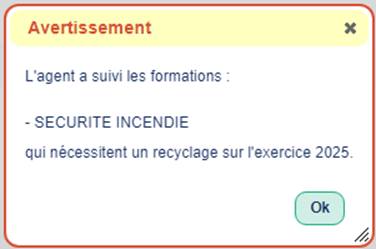 Avertissement
L'agent a suivi les formations :
- SECURITE INCENDIE
qui nécessitent un recyclage sur l'exercice 2025.
Ok